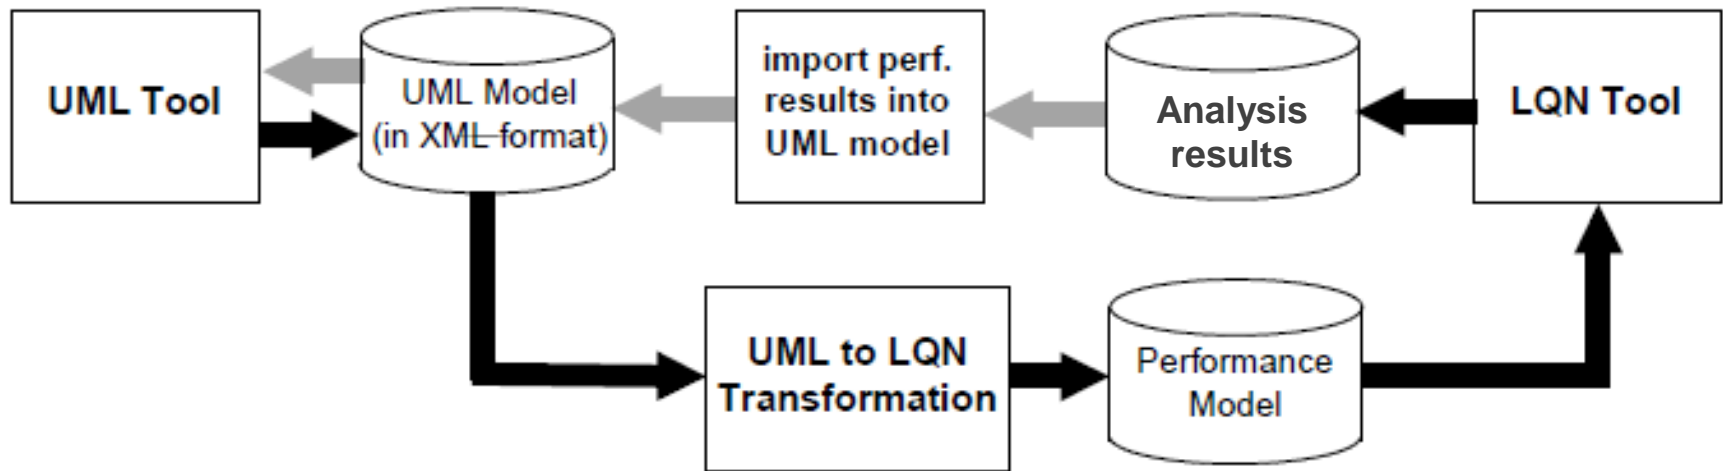 UML Tool
UML Model
(in XML format)
import perf.
results into
UML model
Analysis
results
LQN Tool
UML to LQN
Transformation
Performance
Model